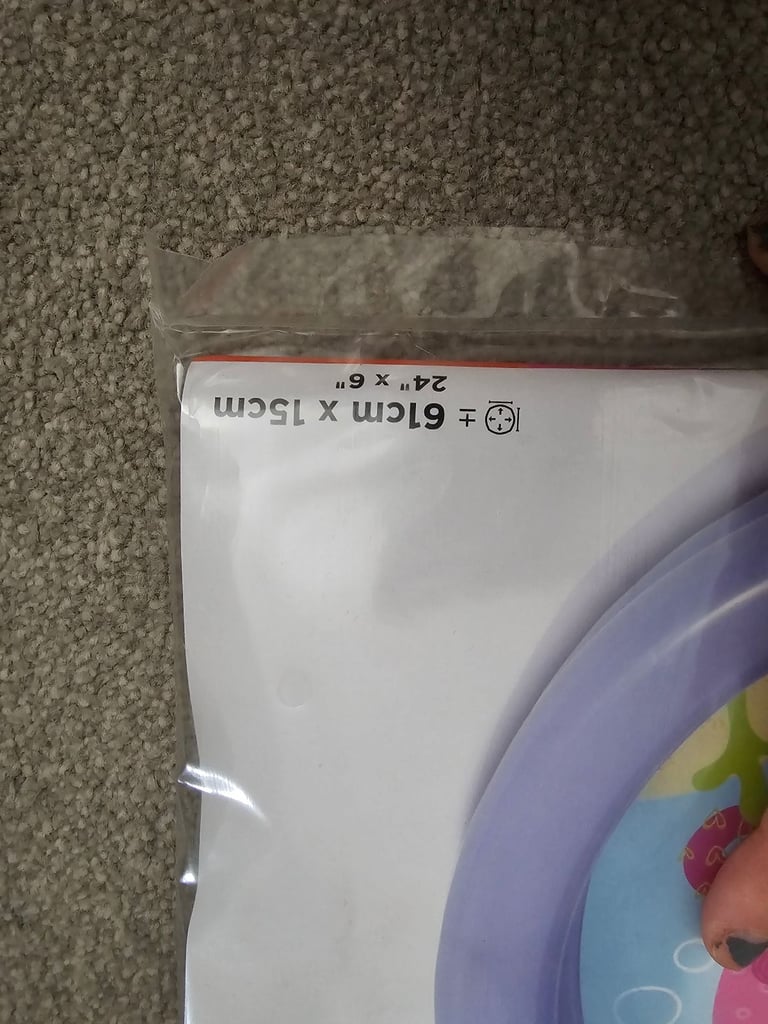 ± 61cm x 15cm
24" x 6"